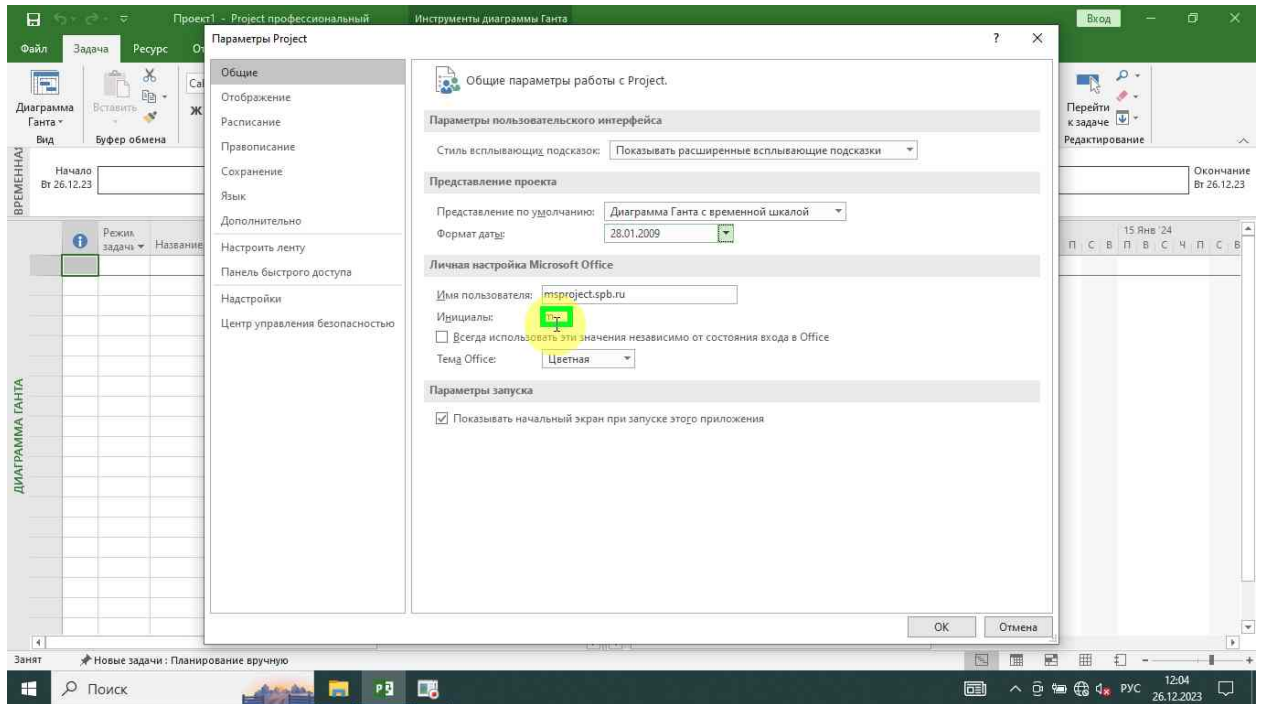 Проект1 - Project профессиональный
Инструменты диаграммы Ганта
Вход
Файл Задача Ресурс
Диаграмма Ганта
Вставить
Ж
Перейти к задаче
Вид
Буфер обмена
Редактирование
Начало
Вт 26.12.23
Окончание
Вт 26.12.23
Режим задачи
Название
15 Янв '24
П С В П В С Ч П С В
ДИАГРАММА ГАНТА
Параметры Project
?
Общие
Отображение
Расписание
Правописание
Сохранение
Язык
Дополнительно
Настроить ленту
Панель быстрого доступа
Надстройки
Центр управления безопасностью
Общие параметры работы с Project.
Параметры пользовательского интерфейса
Стиль всплывающих подсказок: Показывать расширенные всплывающие подсказки
Представление проекта
Представление по умолчанию: Диаграмма Ганта с временной шкалой
Формат даты: 28.01.2009
Личная настройка Microsoft Office
Имя пользователя: msproject.spb.ru
Инициалы:
Всегда использовать эти значения независимо от состояния входа в Office
Тема Office: Цветная
Параметры запуска
Показывать начальный экран при запуске этого приложения
OK Отмена
Занят
Новые задачи : Планирование вручную
Поиск
РУС
12:04
26.12.2023